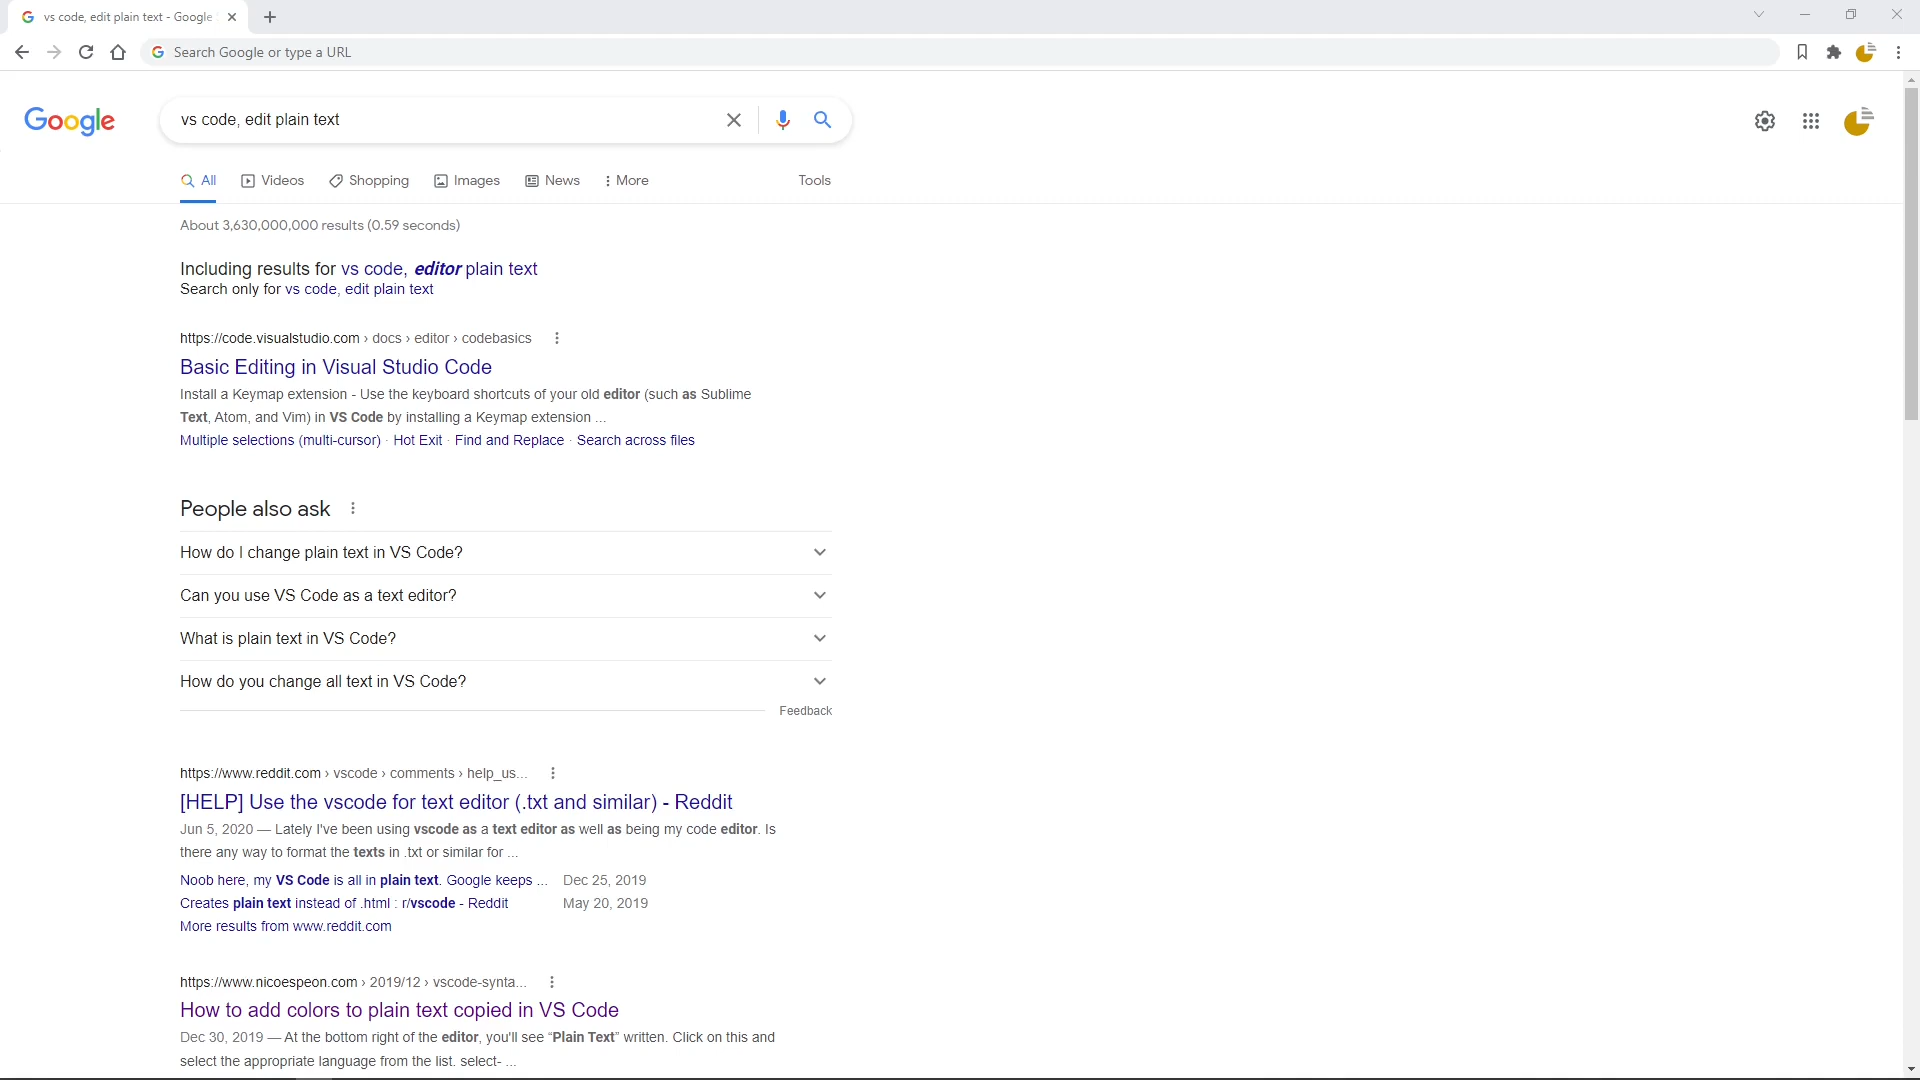 vs code, edit plain text - Google
Search Google or type a URL
Google
vs code, edit plain text
All
Videos
Shopping
Images
News
More
Tools
About 3,630,000,000 results (0.59 seconds)
Including results for vs code, editor plain text
Search only for vs code, edit plain text
https://code.visualstudio.com › docs › editor › codebasics
Basic Editing in Visual Studio Code
Install a Keymap extension - Use the keyboard shortcuts of your old editor (such as Sublime
Text, Atom, and Vim) in VS Code by installing a Keymap extension ...
Multiple selections (multi-cursor) · Hot Exit · Find and Replace · Search across files
People also ask
How do I change plain text in VS Code?
Can you use VS Code as a text editor?
What is plain text in VS Code?
How do you change all text in VS Code?
Feedback
https://www.reddit.com › vscode › comments › help_us...
[HELP] Use the vscode for text editor (.txt and similar) - Reddit
Jun 5, 2020 — Lately I've been using vscode as a text editor as well as being my code editor. Is
there any way to format the texts in .txt or similar for ...
Noob here, my VS Code is all in plain text. Google keeps ... Dec 25, 2019
Creates plain text instead of .html : r/vscode - Reddit May 20, 2019
More results from www.reddit.com
https://www.nicoespeon.com › 2019/12 › vscode-synta...
How to add colors to plain text copied in VS Code
Dec 30, 2019 — At the bottom right of the editor, you'll see “Plain Text” written. Click on this and
select the appropriate language from the list. select- ...